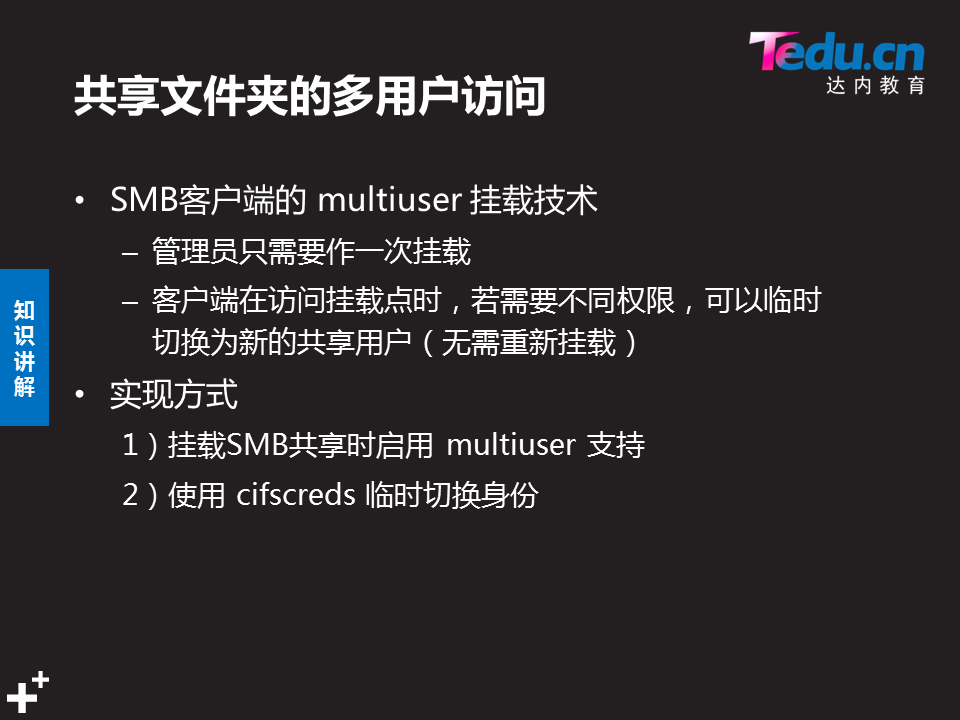 Tedu.cn
达内教育
共享文件夹的多用户访问
• SMB客户端的 multiuser 挂载技术
– 管理员只需要作一次挂载
– 客户端在访问挂载点时，若需要不同权限，可以临时
切换为新的共享用户（无需重新挂载）
• 实现方式
1）挂载SMB共享时启用 multiuser 支持
2）使用 cifscreds 临时切换身份
知
识
讲
解